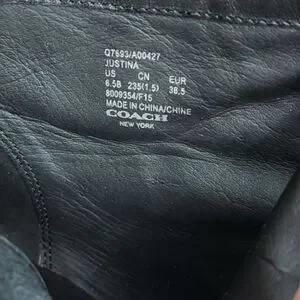 Q7993/A00427
JUSTINA
US CN EUR
6.5B 235(1.5) 36.5
8009354/F15
MADE IN CHINA/CHINE
COACH
NEW YORK